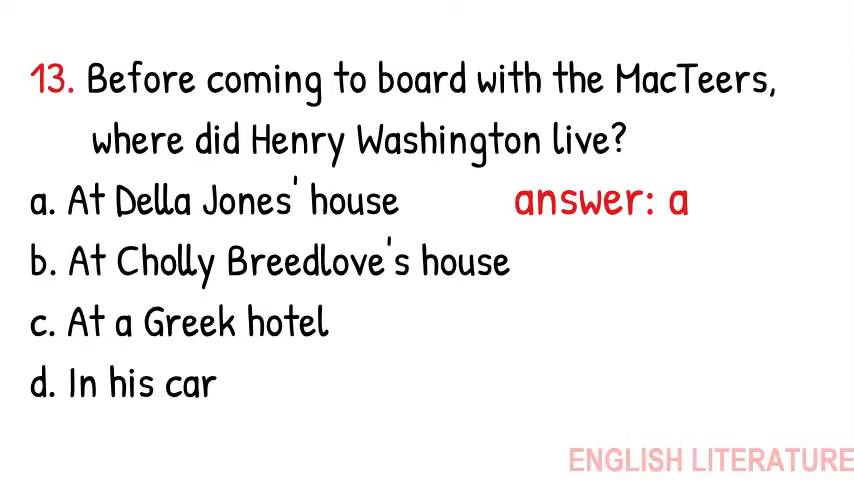 13. Before coming to board with the MacTeers,
where did Henry Washington live?
a. At Della Jones' house answer: a
b. At Cholly Breedlove's house
c. At a Greek hotel
d. In his car
ENGLISH LITERATURE